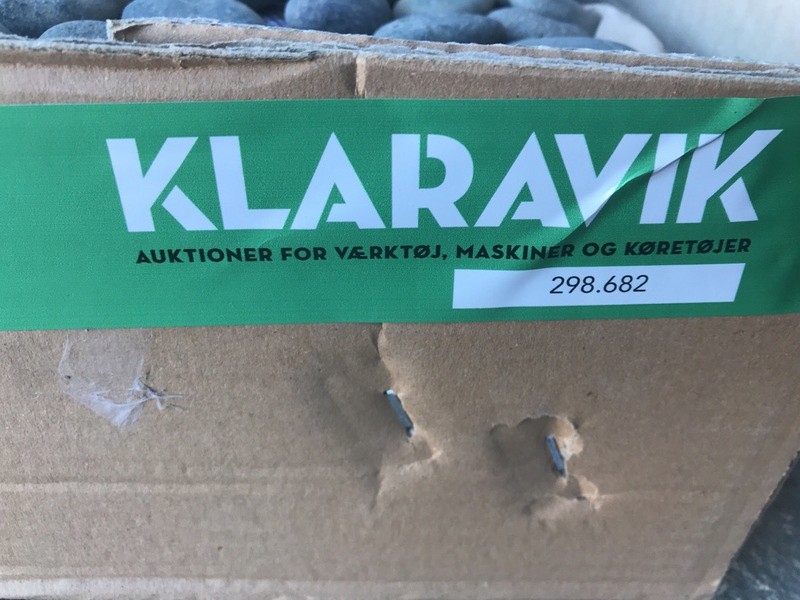 KLARAVIK
AUKTIONER FOR VÆRKTØJ, MASKINER OG KØRETØJER
298.682